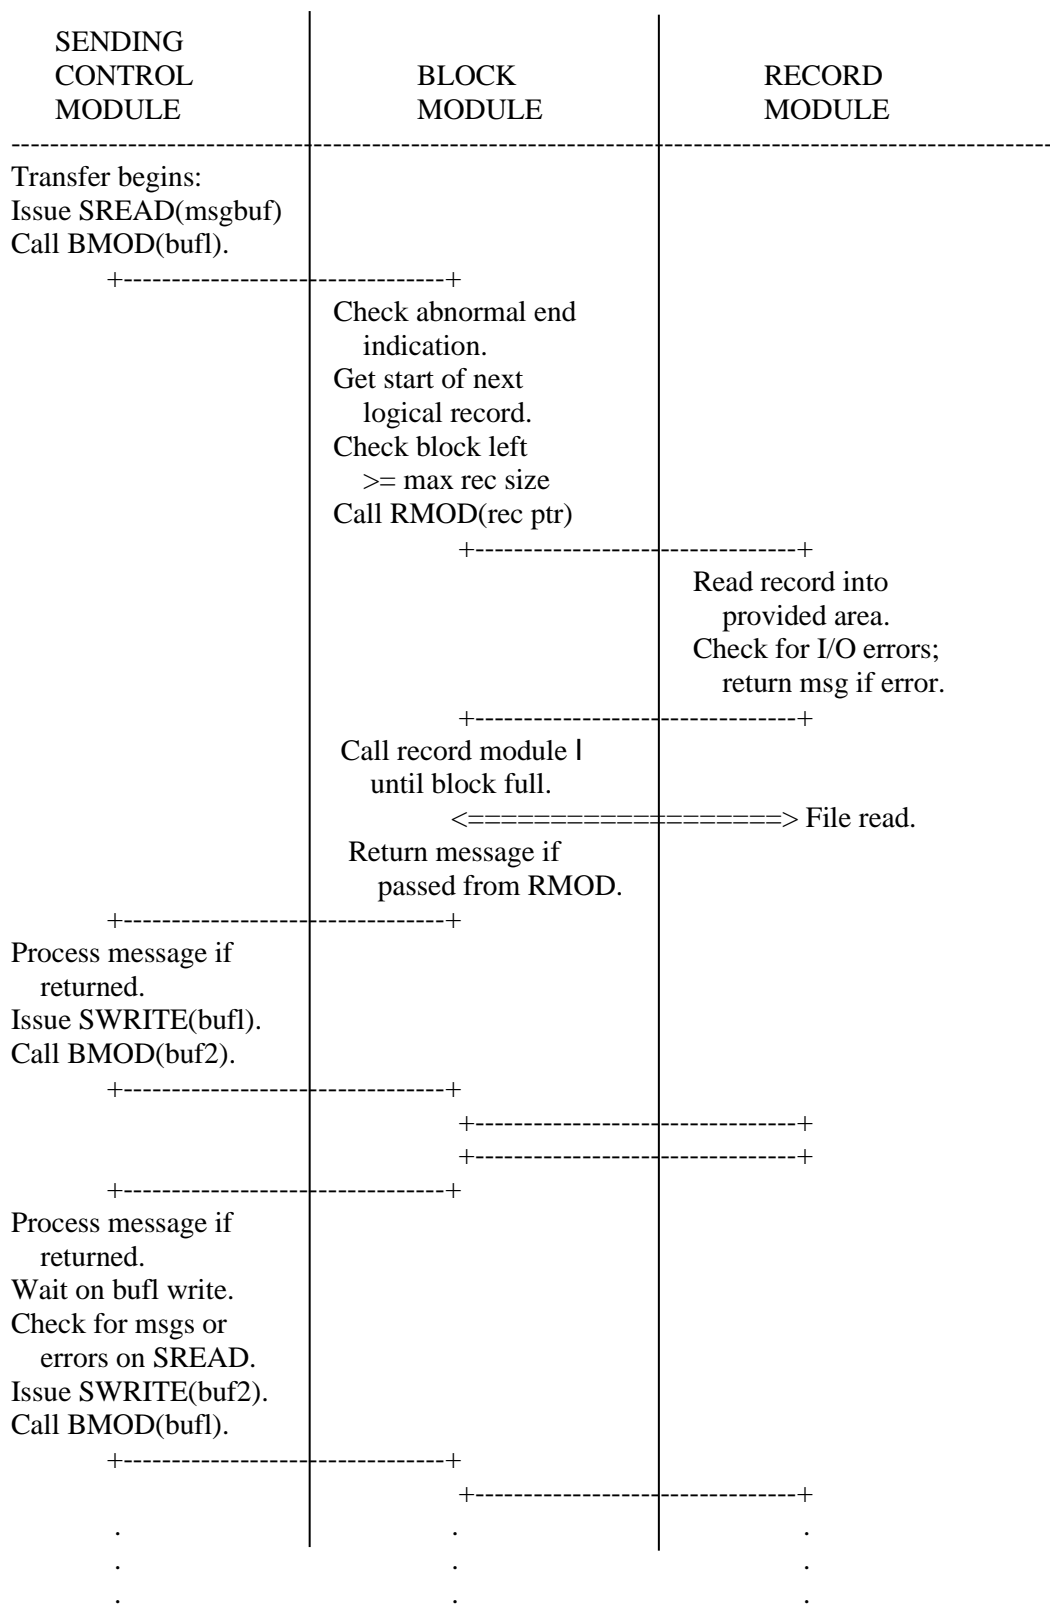 SENDING
CONTROL BLOCK RECORD
MODULE MODULE MODULE
--------------------------------------------------------------------------------
Transfer begins:
Issue SREAD(msgbuf)
Call BMOD(bufl).
+--------------------------------+
Check abnormal end
indication.
Get start of next
logical record.
Check block left
>= max rec size
Call RMOD(rec ptr)
+--------------------------------+
Read record into
provided area.
Check for I/O errors;
return msg if error.
+--------------------------------+
Call record module l
until block full.
<===================> File read.
Return message if
passed from RMOD.
+--------------------------------+
Process message if
returned.
Issue SWRITE(bufl).
Call BMOD(buf2).
+--------------------------------+
+--------------------------------+
+--------------------------------+
+--------------------------------+
Process message if
returned.
Wait on bufl write.
Check for msgs or
errors on SREAD.
Issue SWRITE(buf2).
Call BMOD(bufl).
+--------------------------------+
+--------------------------------+
. . .
. . .
. . .